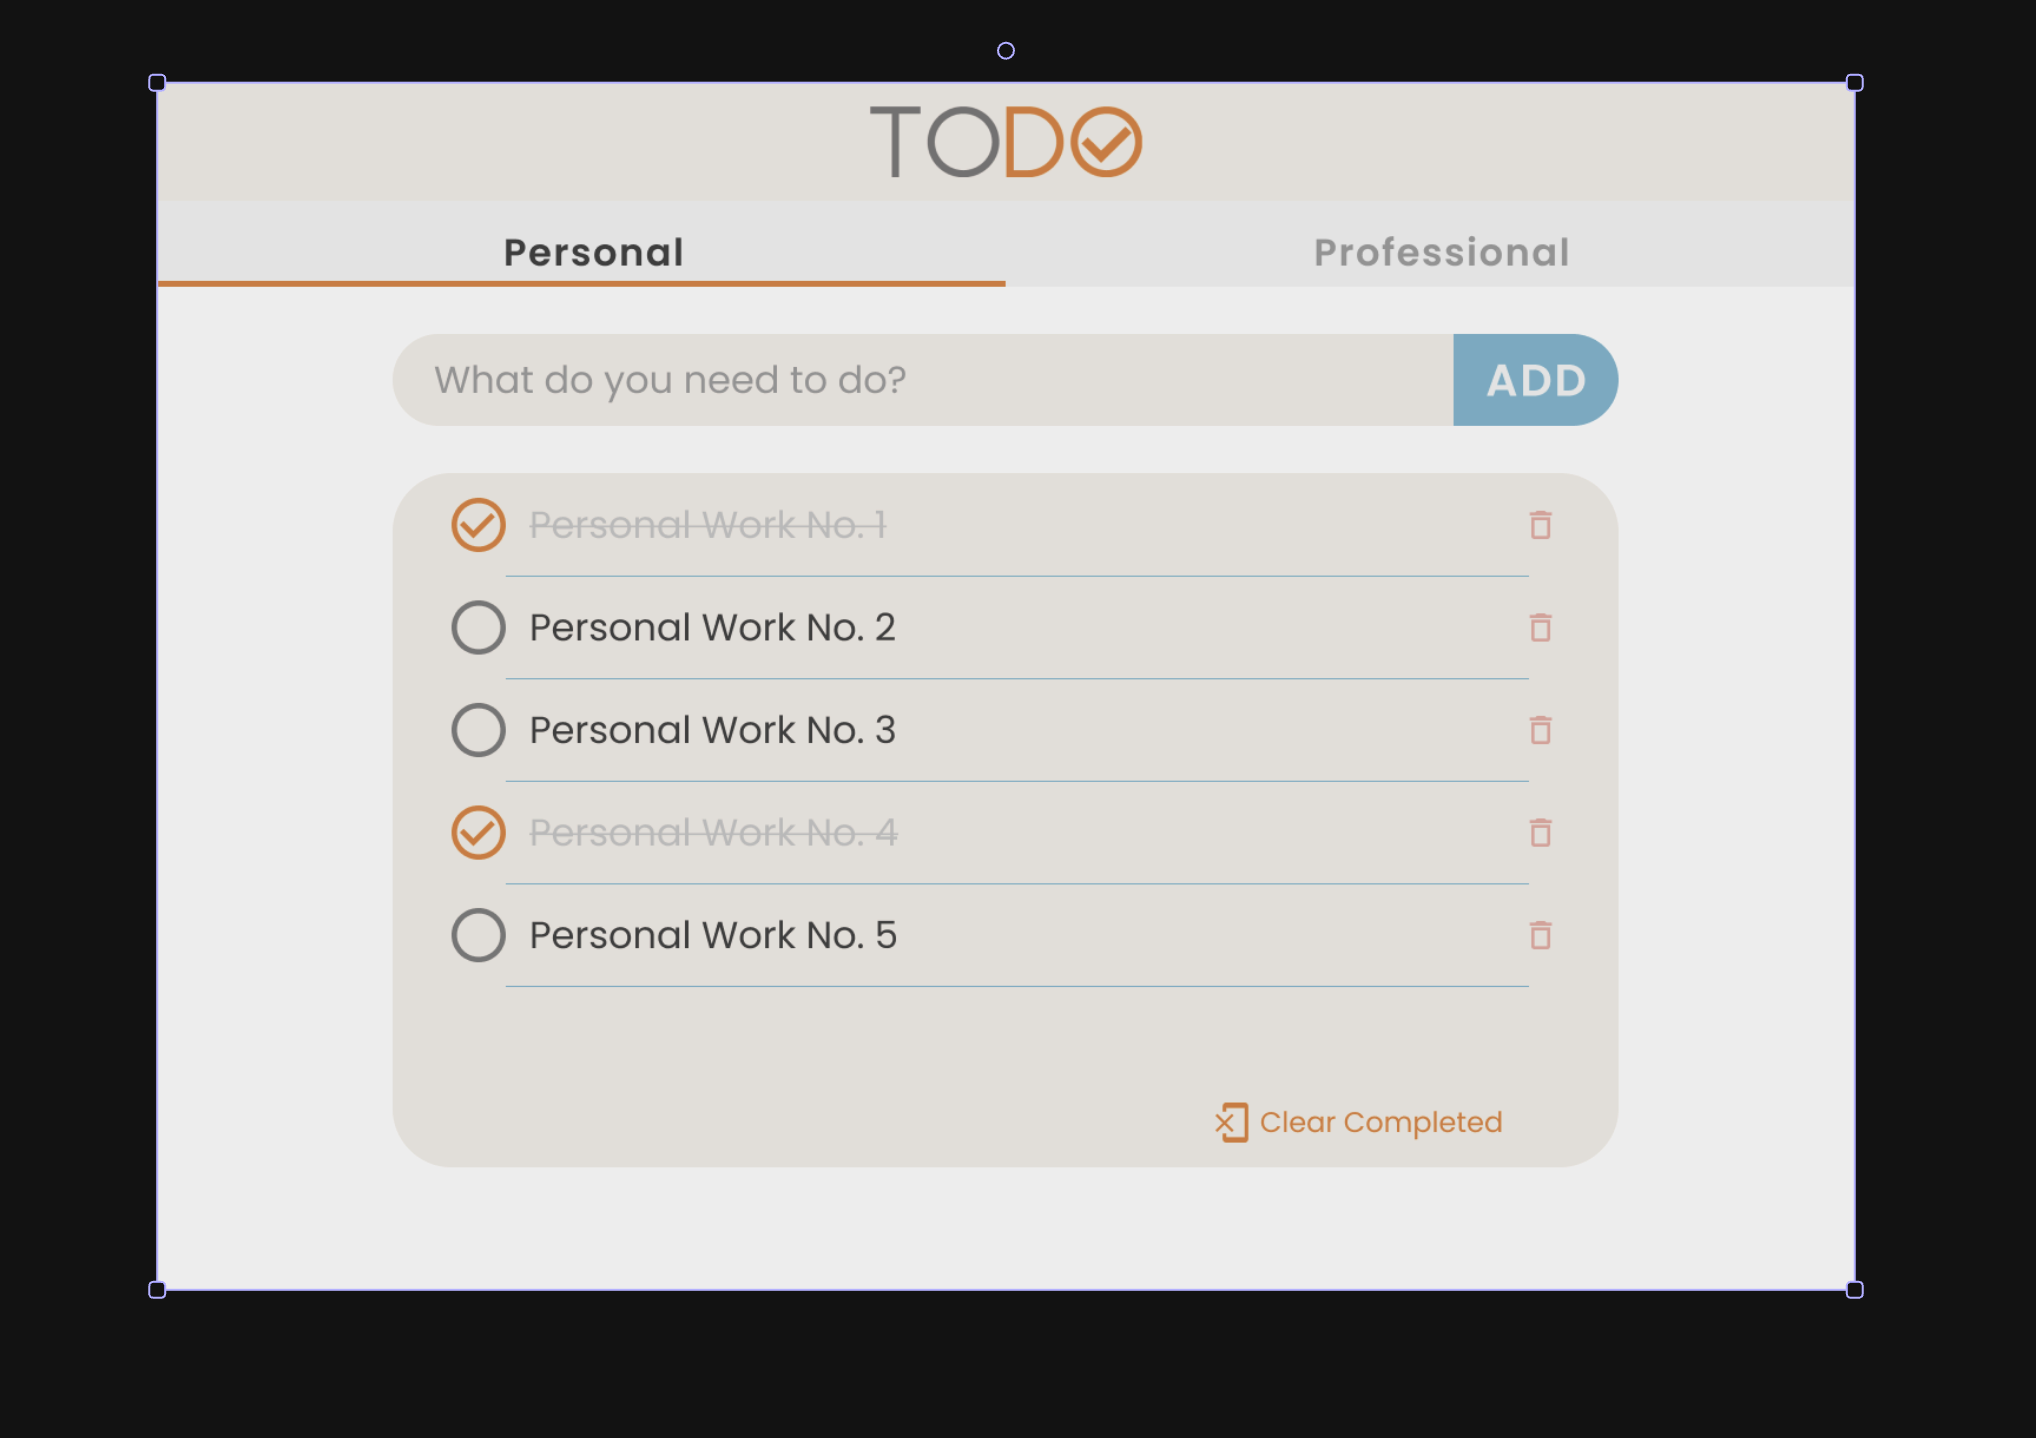 TODO
Personal
Professional
What do you need to do?
ADD
Personal Work No. 1
Personal Work No. 2
Personal Work No. 3
Personal Work No. 4
Personal Work No. 5
Clear Completed